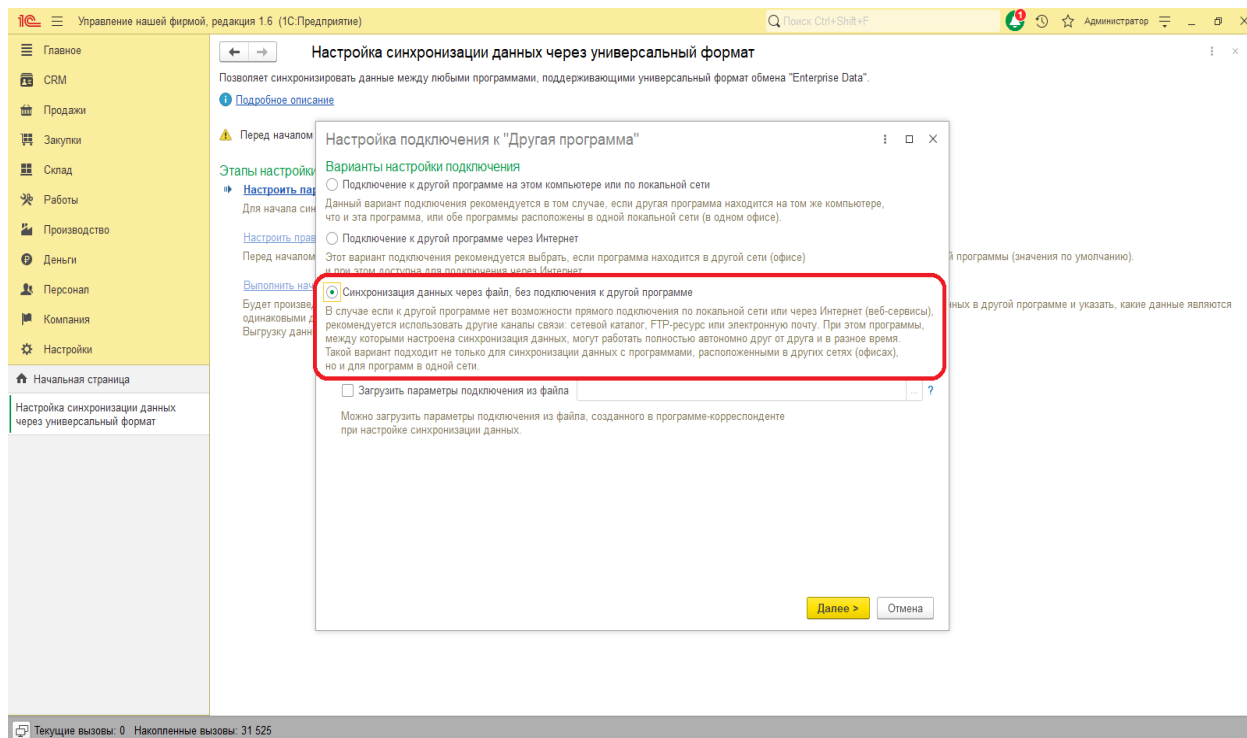 1С Управление нашей фирмой, редакция 1.6 (1С:Предприятие)
Поиск Ctrl+Shift+F
1
Администратор
Главное
CRM
Продажи
Закупки
Склад
Работы
Производство
Деньги
Персонал
Компания
Настройки
Начальная страница
Настройка синхронизации данных
через универсальный формат
Настройка синхронизации данных через универсальный формат
Позволяет синхронизировать данные между любыми программами, поддерживающими универсальный формат обмена "Enterprise Data".
Подробное описание
Перед началом
Этапы настройки
Настроить пар
Для начала син
Настроить прав
Перед началом
й программы (значения по умолчанию).
Выполнить нач
Будет произвед
нных в другой программе и указать, какие данные являются
одинаковыми д
Выгрузку данн
Настройка подключения к "Другая программа"
Варианты настройки подключения
Подключение к другой программе на этом компьютере или по локальной сети
Данный вариант подключения рекомендуется в том случае, если другая программа находится на том же компьютере,
что и эта программа, или обе программы расположены в одной локальной сети (в одном офисе).
Подключение к другой программе через Интернет
Этот вариант подключения рекомендуется выбрать, если программа находится в другой сети (офисе)
и при этом доступна для подключения через Интернет
Синхронизация данных через файл, без подключения к другой программе
В случае если к другой программе нет возможности прямого подключения по локальной сети или через Интернет (веб-сервисы),
рекомендуется использовать другие каналы связи: сетевой каталог, FTP-ресурс или электронную почту. При этом программы,
между которыми настроена синхронизация данных, могут работать полностью автономно друг от друга и в разное время.
Такой вариант подходит не только для синхронизации данных с программами, расположенными в других сетях (офисах),
но и для программ в одной сети.
Загрузить параметры подключения из файла ... ?
Можно загрузить параметры подключения из файла, созданного в программе-корреспонденте
при настройке синхронизации данных.
Далее >
Отмена
Текущие вызовы: 0 Накопленные вызовы: 31 525